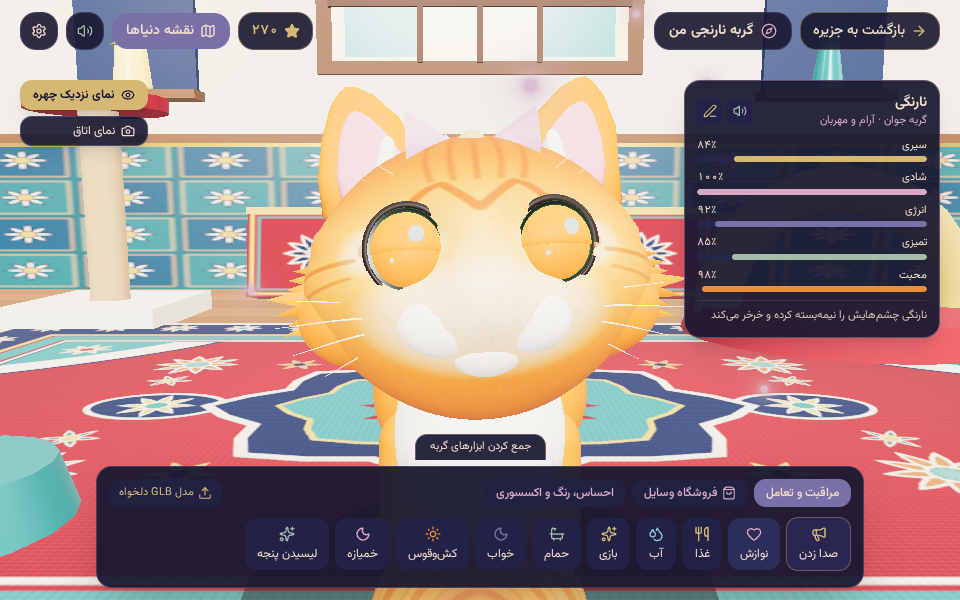 بازگشت به جزیره
گربه نارنجی من
۲۷۰
نقشه دنیاها
نمای نزدیک چهره
نمای اتاق
نارنگی
گربه جوان · آرام و مهربان
سیری ۸۴٪
شادی ۱۰۰٪
انرژی ۹۲٪
تمیزی ۸۵٪
محبت ۹۸٪
نارنگی چشم‌هایش را نیمه‌بسته کرده و خرخر می‌کند
جمع کردن ابزارهای گربه
مراقبت و تعامل
فروشگاه وسایل
احساس، رنگ و اکسسوری
مدل GLB دلخواه
صدا زدن
نوازش
غذا
آب
بازی
حمام
خواب
کش‌وقوس
خمیازه
لیسیدن پنجه